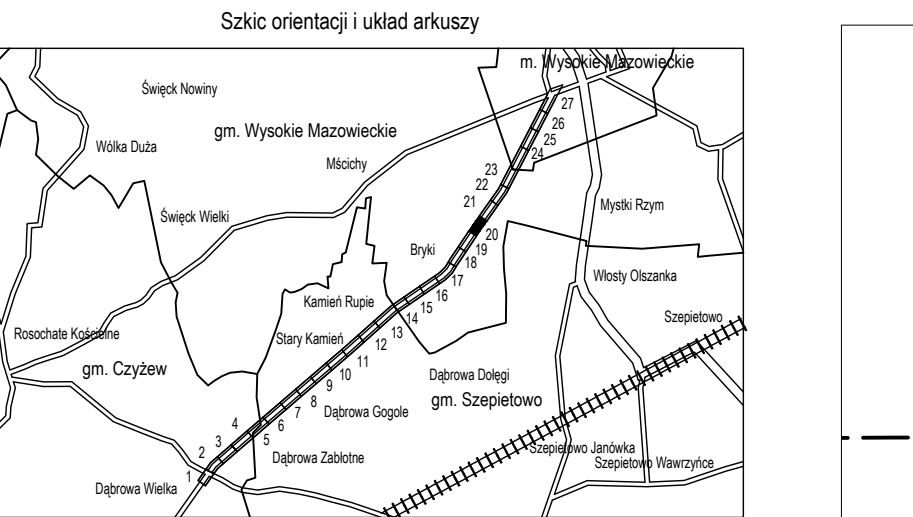 Szkic orientacji i układ arkuszy
m. Wysokie Mazowieckie
Święck Nowiny
27
gm. Wysokie Mazowieckie
26
Wólka Duża
25
24
Mścichy
23
22
21
Mystki Rzym
Święck Wielki
20
Bryki
19
18
17
Włosty Olszanka
16
Kamień Rupie
15
14
Szepietowo
13
Rosochate Kościelne
Stary Kamień
12
11
gm. Czyżew
10
Dąbrowa Dołęgi
9
8
gm. Szepietowo
7
Dąbrowa Gogole
6
5
4
3
2
Szepietowo Janówka
Dąbrowa Zabłotne
Szepietowo Wawrzyńce
1
Dąbrowa Wielka